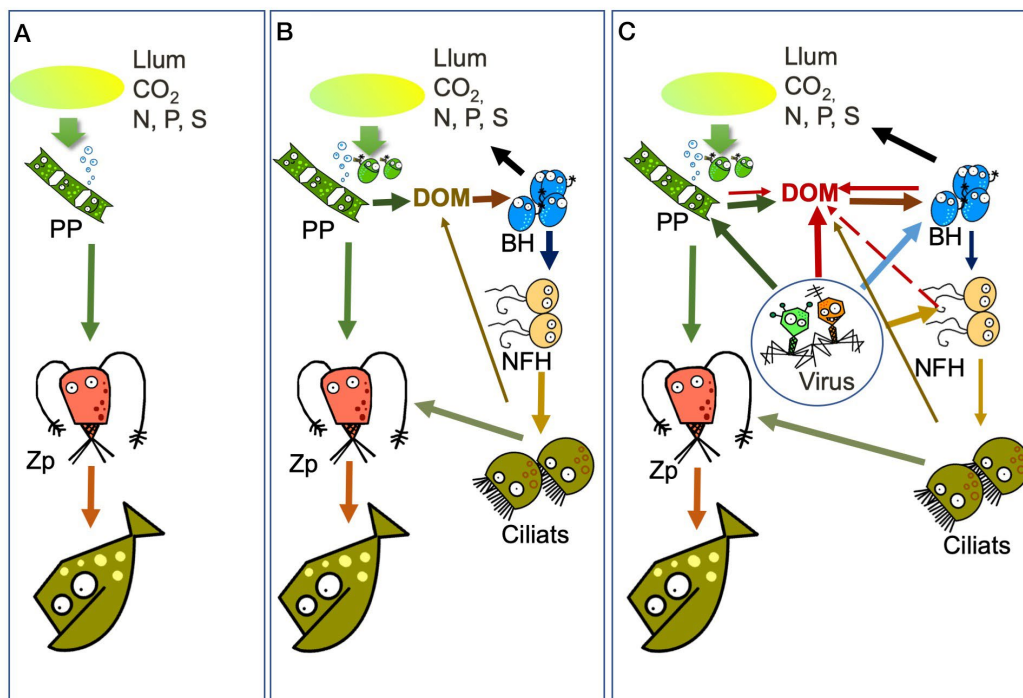 A
Llum
CO₂
N, P, S
PP
Zp
B
Llum
CO₂,
N, P, S
PP
DOM
BH
NFH
Zp
Ciliats
C
Llum
CO₂,
N, P, S
PP
DOM
BH
Virus
NFH
Zp
Ciliats